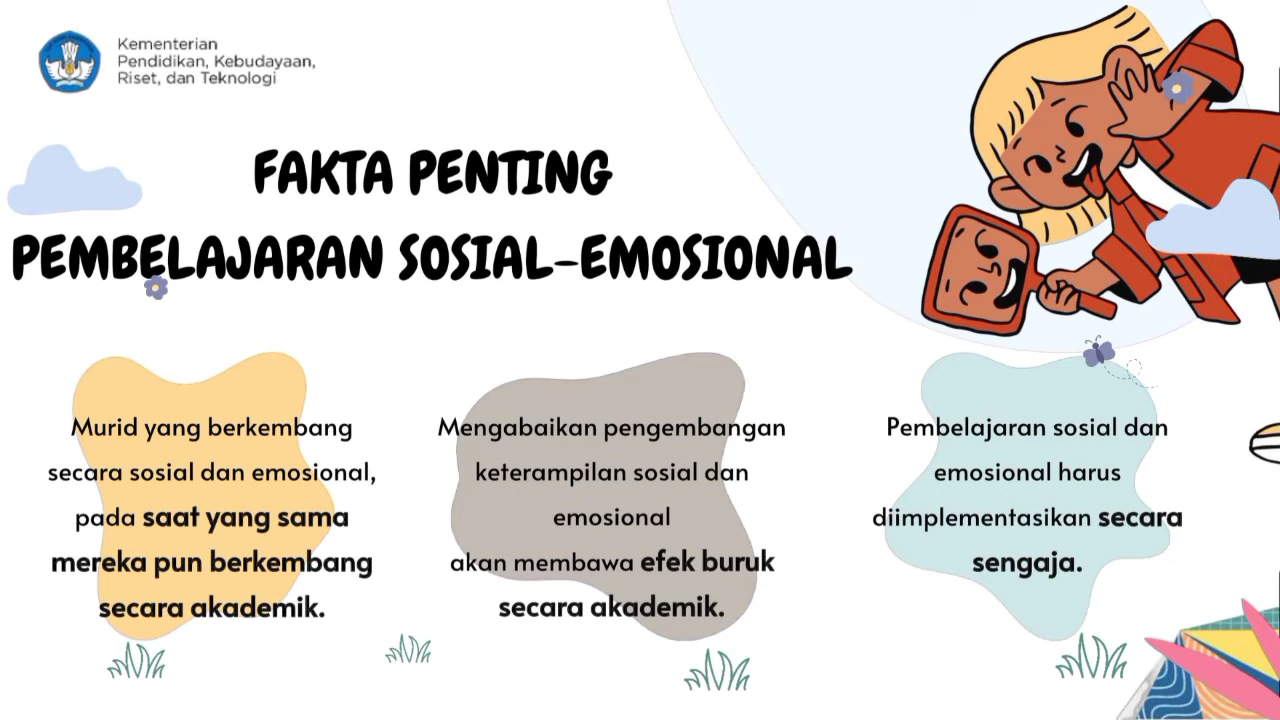 Kementerian
Pendidikan, Kebudayaan,
Riset, dan Teknologi
FAKTA PENTING
PEMBELAJARAN SOSIAL-EMOSIONAL
Murid yang berkembang
secara sosial dan emosional,
pada saat yang sama
mereka pun berkembang
secara akademik.
Mengabaikan pengembangan
keterampilan sosial dan
emosional
akan membawa efek buruk
secara akademik.
Pembelajaran sosial dan
emosional harus
diimplementasikan secara
sengaja.